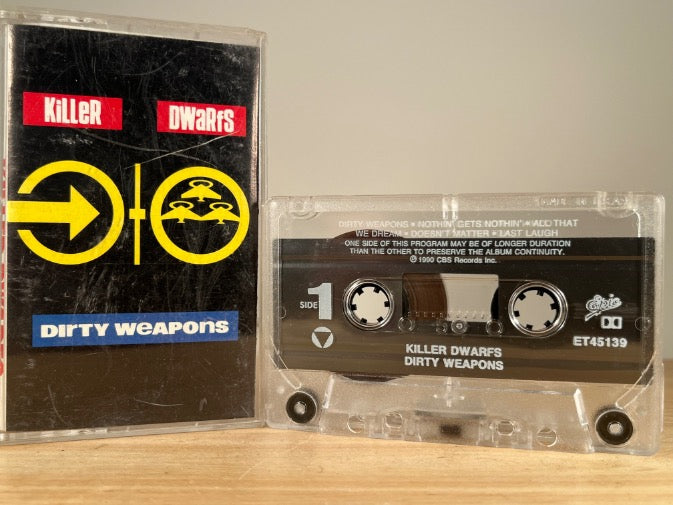 KiLLeR DWaRfS
DiRTY WeAPOnS
DIRTY WEAPONS • NOTHIN' GETS NOTHIN' • ALL THAT
WE DREAM • DOESN'T MATTER • LAST LAUGH
ONE SIDE OF THIS PROGRAM MAY BE OF LONGER DURATION
THAN THE OTHER TO PRESERVE THE ALBUM CONTINUITY.
℗ 1990 CBS Records Inc.
SIDE 1
Epic
ET45139
KILLER DWARFS
DIRTY WEAPONS